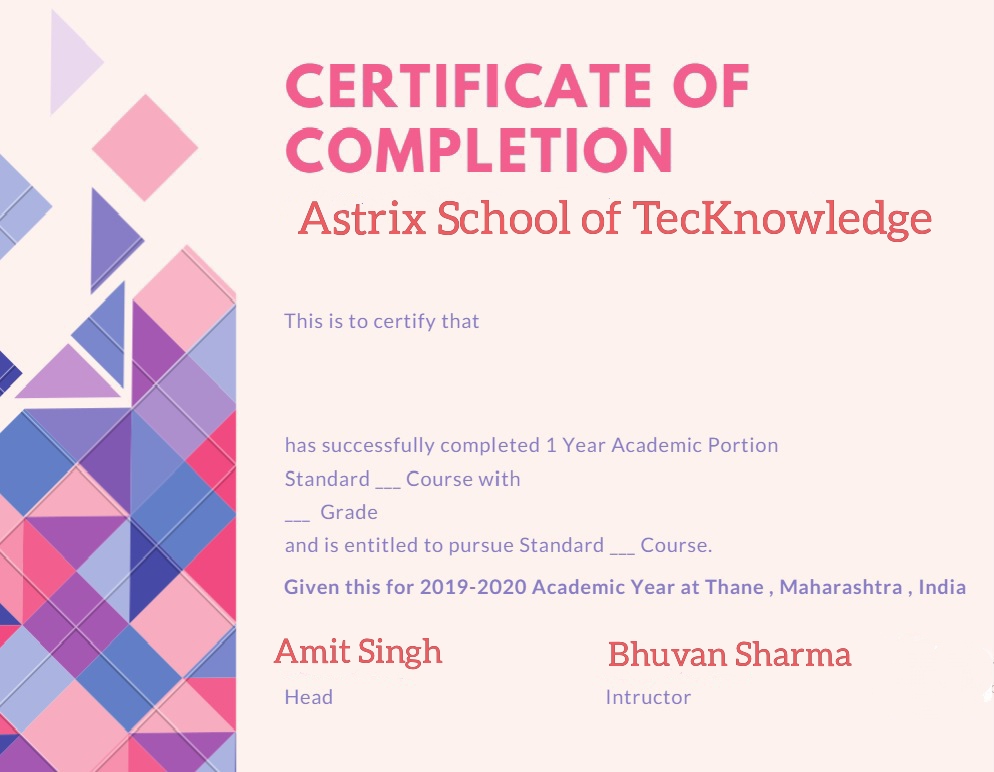 CERTIFICATE OF
COMPLETION
Astrix School of TecKnowledge
This is to certify that
has successfully completed 1 Year Academic Portion
Standard ___ Course with
___ Grade
and is entitled to pursue Standard ___ Course.
Given this for 2019-2020 Academic Year at Thane , Maharashtra , India
Amit Singh
Bhuvan Sharma
Head
Intructor